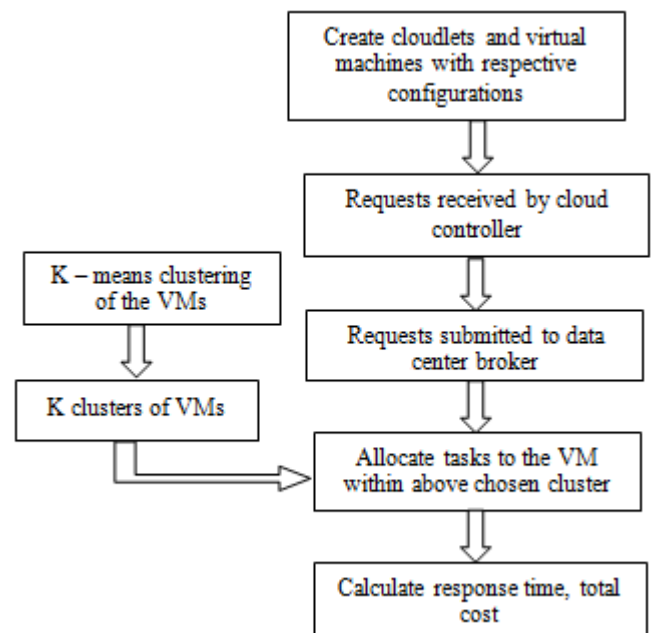 Create cloudlets and virtual
machines with respective
configurations
Requests received by cloud
controller
K – means clustering
of the VMs
Requests submitted to data
center broker
K clusters of VMs
Allocate tasks to the VM
within above chosen cluster
Calculate response time, total
cost